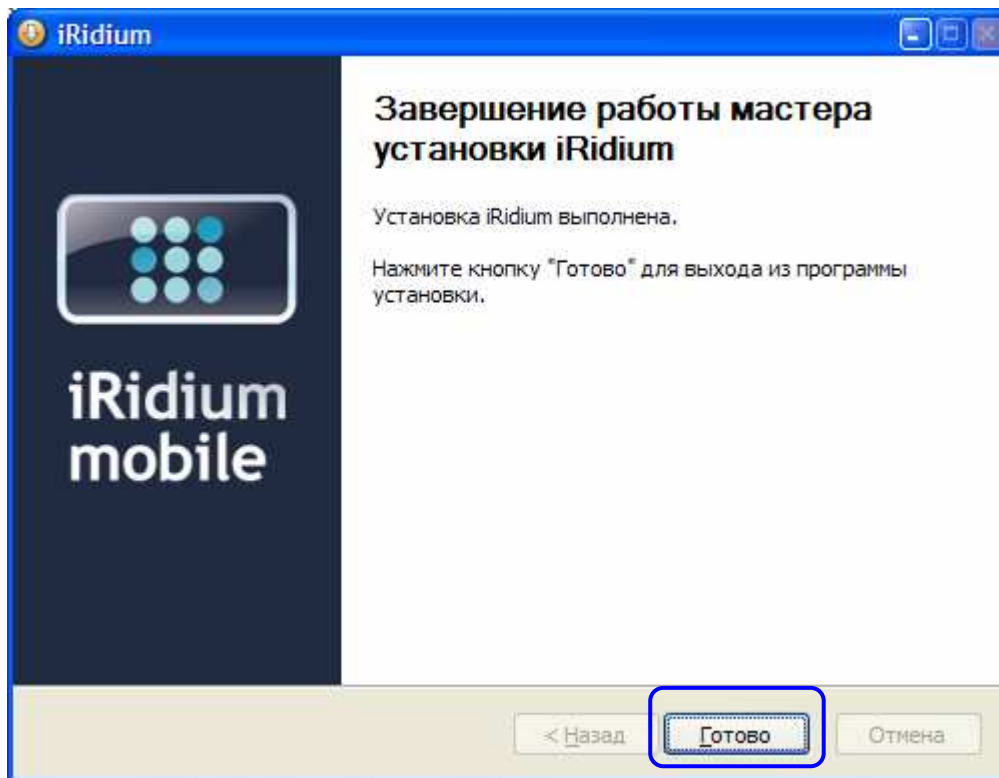 iRidium
Завершение работы мастера
установки iRidium
Установка iRidium выполнена.
Нажмите кнопку "Готово" для выхода из программы
установки.
iRidium
mobile
< Назад
Готово
Отмена